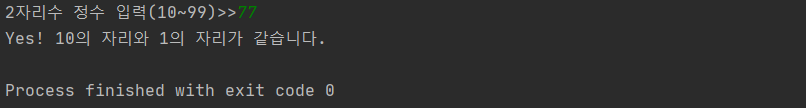 2자리수 정수 입력(10~99)>>77
Yes! 10의 자리와 1의 자리가 같습니다.
Process finished with exit code 0